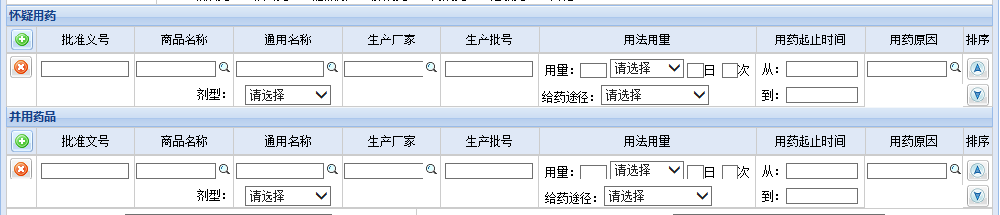 怀疑用药
批准文号 商品名称 通用名称 生产厂家 生产批号 用法用量 用药起止时间 用药原因 排序
用量： 请选择 日 次 从：
剂型： 请选择 给药途径： 请选择 到：
并用药品
批准文号 商品名称 通用名称 生产厂家 生产批号 用法用量 用药起止时间 用药原因 排序
用量： 请选择 日 次 从：
剂型： 请选择 给药途径： 请选择 到：